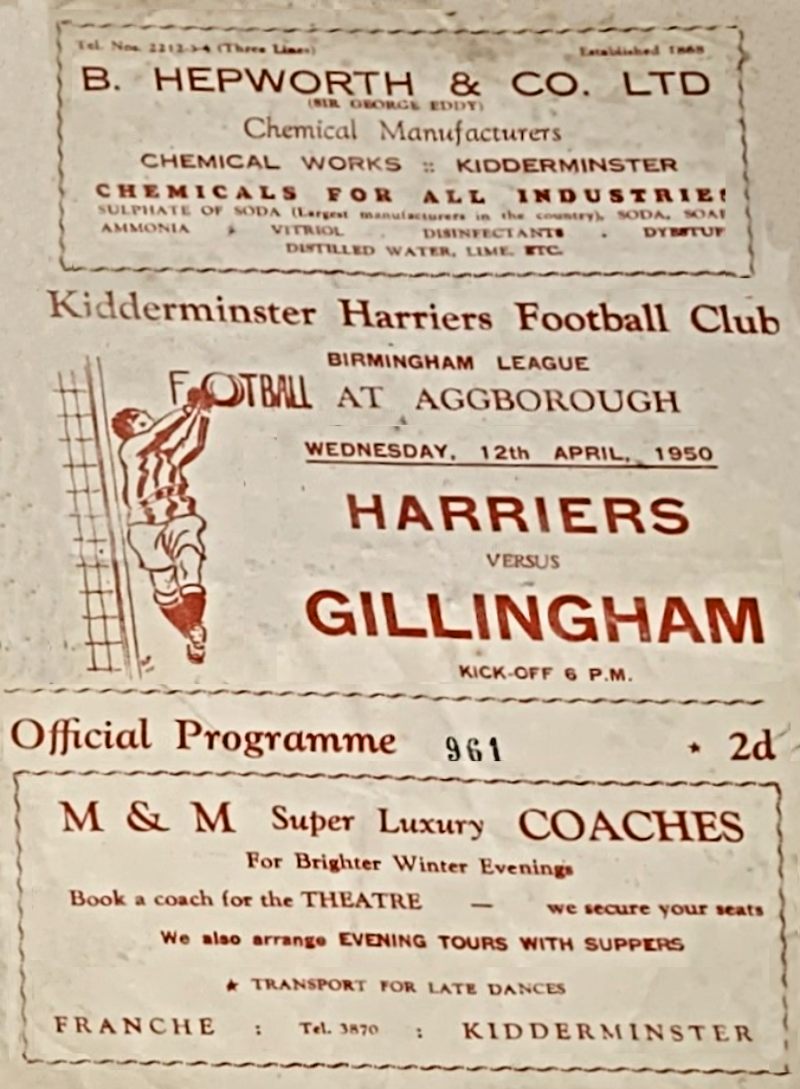 Tel. Nos. 2212-3-4 (Three Lines) Established 1868
B. HEPWORTH & CO. LTD
(SIR GEORGE EDDY)
Chemical Manufacturers
CHEMICAL WORKS :: KIDDERMINSTER
CHEMICALS FOR ALL INDUSTRIES
SULPHATE OF SODA (Largest manufacturers in the country), SODA, SOAP
AMMONIA , VITRIOL . DISINFECTANTS . DYESTUF
DISTILLED WATER, LIME, ETC.
Kidderminster Harriers Football Club
BIRMINGHAM LEAGUE
FOOTBALL AT AGGBOROUGH
WEDNESDAY, 12th APRIL, 1950
HARRIERS
VERSUS
GILLINGHAM
KICK-OFF 6 P.M.
Official Programme 961 * 2d
M & M Super Luxury COACHES
For Brighter Winter Evenings
Book a coach for the THEATRE — we secure your seats
We also arrange EVENING TOURS WITH SUPPERS
★ TRANSPORT FOR LATE DANCES
FRANCHE : Tel. 3870 : KIDDERMINSTER